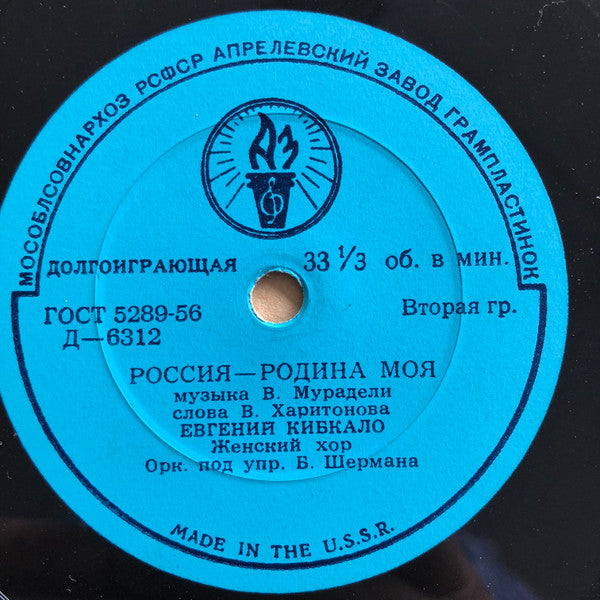 МОСОБЛСОВНАРХОЗ РСФСР АПРЕЛЕВСКИЙ ЗАВОД ГРАМПЛАСТИНОК
АЗ
ДОЛГОИГРАЮЩАЯ 33 1/3 об. в мин.
ГОСТ 5289-56 Вторая гр.
Д—6312
РОССИЯ—РОДИНА МОЯ
музыка В. Мурадели
слова В. Харитонова
ЕВГЕНИЙ КИБКАЛО
Женский хор
Орк. под упр. Б. Шермана
MADE IN THE U.S.S.R.